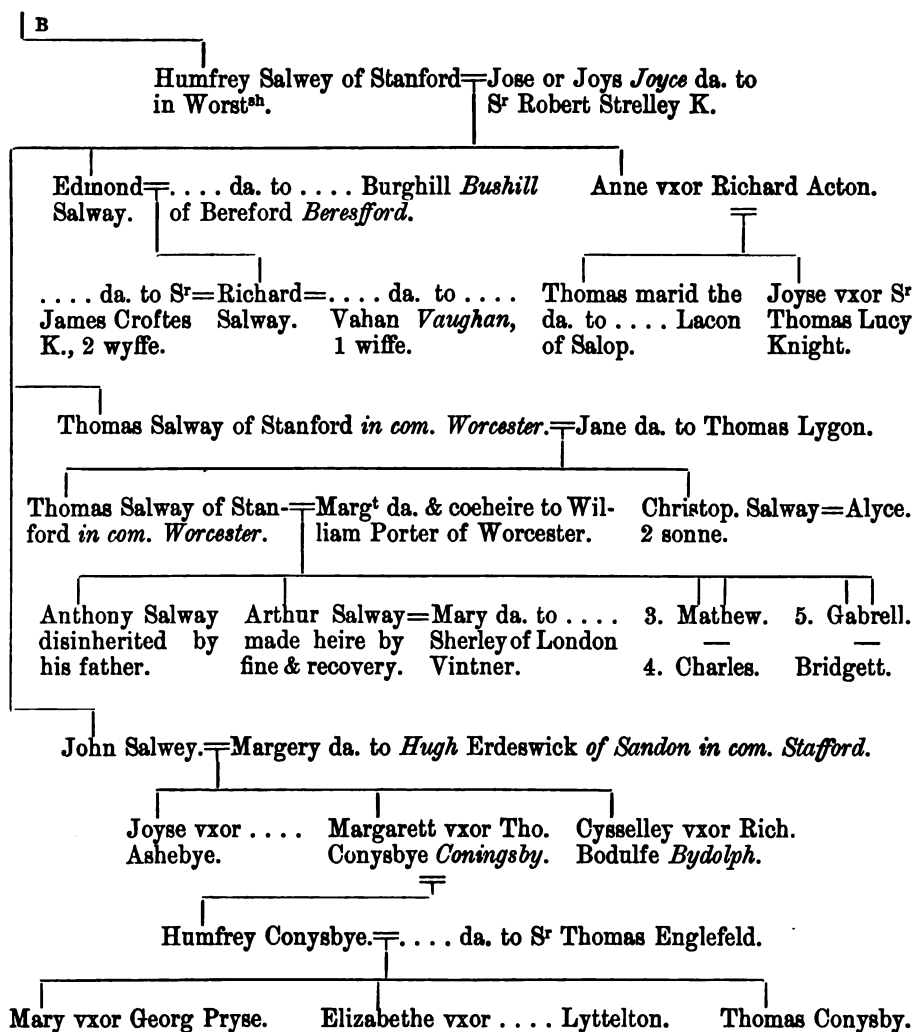 B
Humfrey Salwey of Stanford=Jose or Joys Joyce da. to
in Worstsh. Sr Robert Strelley K.
Edmond=. . . . da. to . . . . Burghill Bushill Anne vxor Richard Acton.
Salway. of Bereford Beresfford.
. . . . da. to Sr=Richard=. . . . da. to . . . . Thomas marid the Joyse vxor Sr
James Croftes Salway. Vahan Vaughan, da. to . . . . Lacon Thomas Lucy
K., 2 wyffe. 1 wiffe. of Salop. Knight.
Thomas Salway of Stanford in com. Worcester.=Jane da. to Thomas Lygon.
Thomas Salway of Stan-=Margt da. & coeheire to Wil- Christop. Salway=Alyce.
ford in com. Worcester. liam Porter of Worcester. 2 sonne.
Anthony Salway Arthur Salway=Mary da. to . . . . 3. Mathew. 5. Gabrell.
disinherited by made heire by Sherley of London — —
his father. fine & recovery. Vintner. 4. Charles. Bridgett.
John Salwey.=Margery da. to Hugh Erdeswick of Sandon in com. Stafford.
Joyse vxor . . . . Margarett vxor Tho. Cysselley vxor Rich.
Ashebye. Conysbye Coningsby. Bodulfe Bydolph.
Humfrey Conysbye.=. . . . da. to Sr Thomas Englefeld.
Mary vxor Georg Pryse. Elizabethe vxor . . . . Lyttelton. Thomas Conysby.